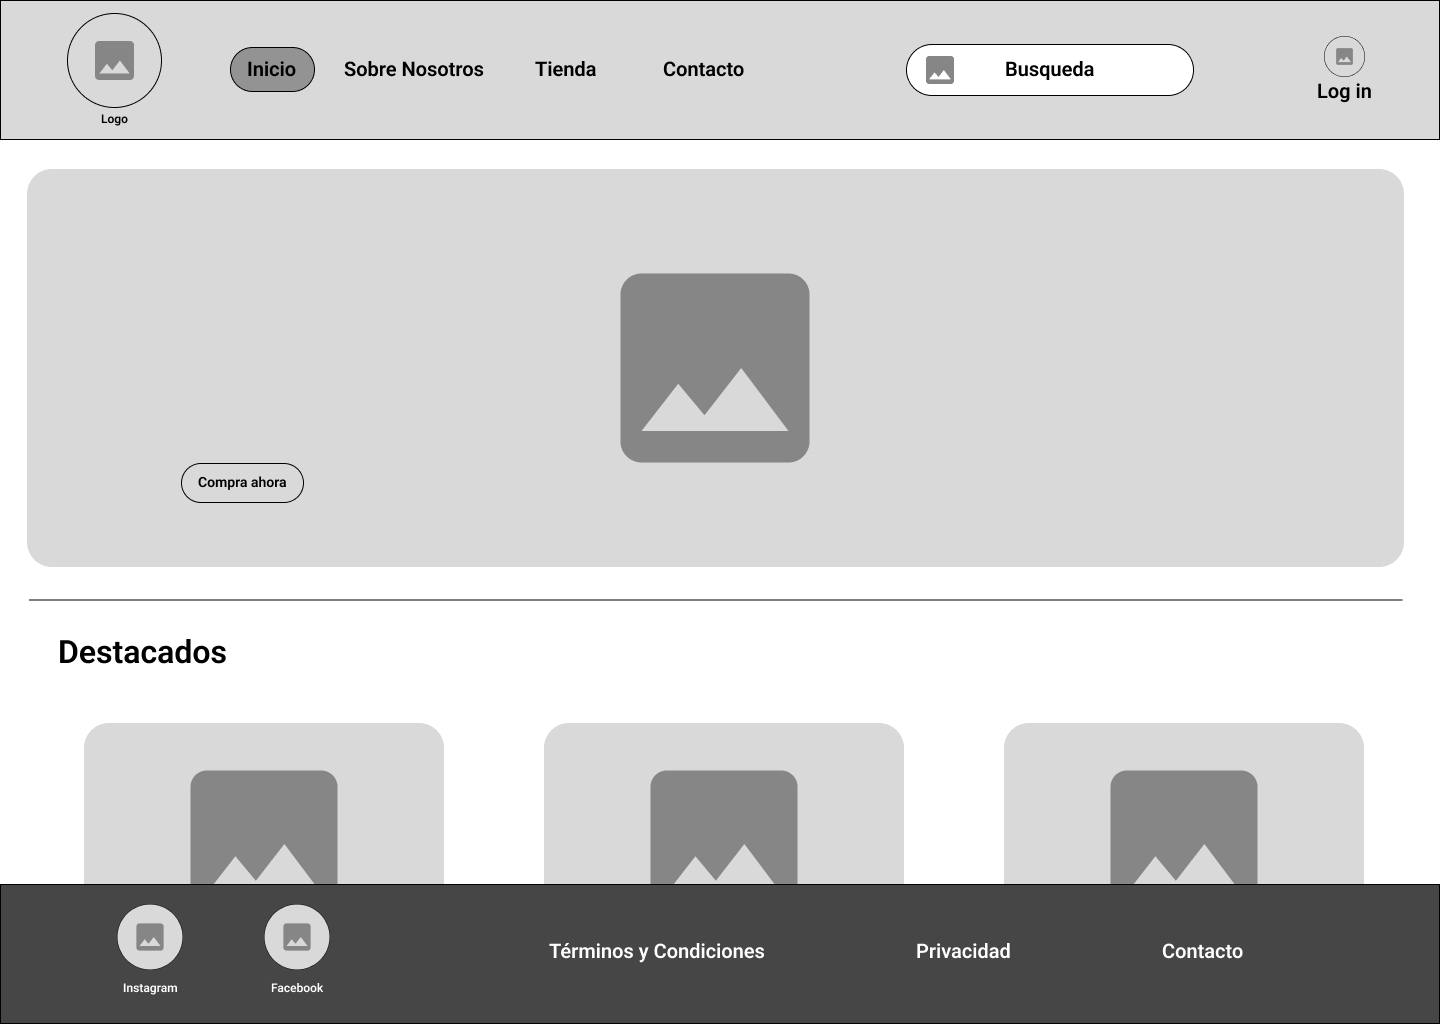 Logo
Inicio
Sobre Nosotros
Tienda
Contacto
Busqueda
Log in
Compra ahora
Destacados
Instagram
Facebook
Términos y Condiciones
Privacidad
Contacto